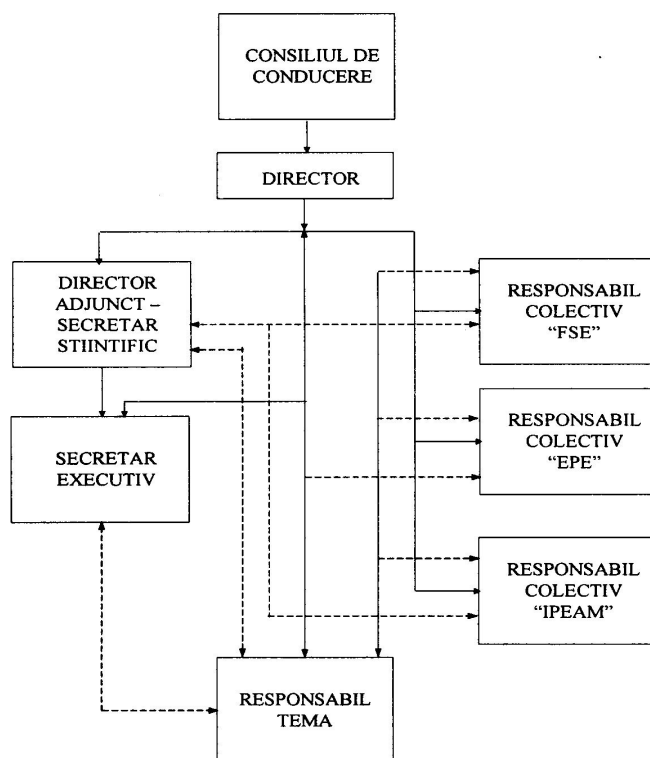 CONSILIUL DE
CONDUCERE
DIRECTOR
DIRECTOR
ADJUNCT –
SECRETAR
STIINTIFIC
RESPONSABIL
COLECTIV
“FSE”
SECRETAR
EXECUTIV
RESPONSABIL
COLECTIV
“EPE”
RESPONSABIL
COLECTIV
“IPEAM”
RESPONSABIL
TEMA